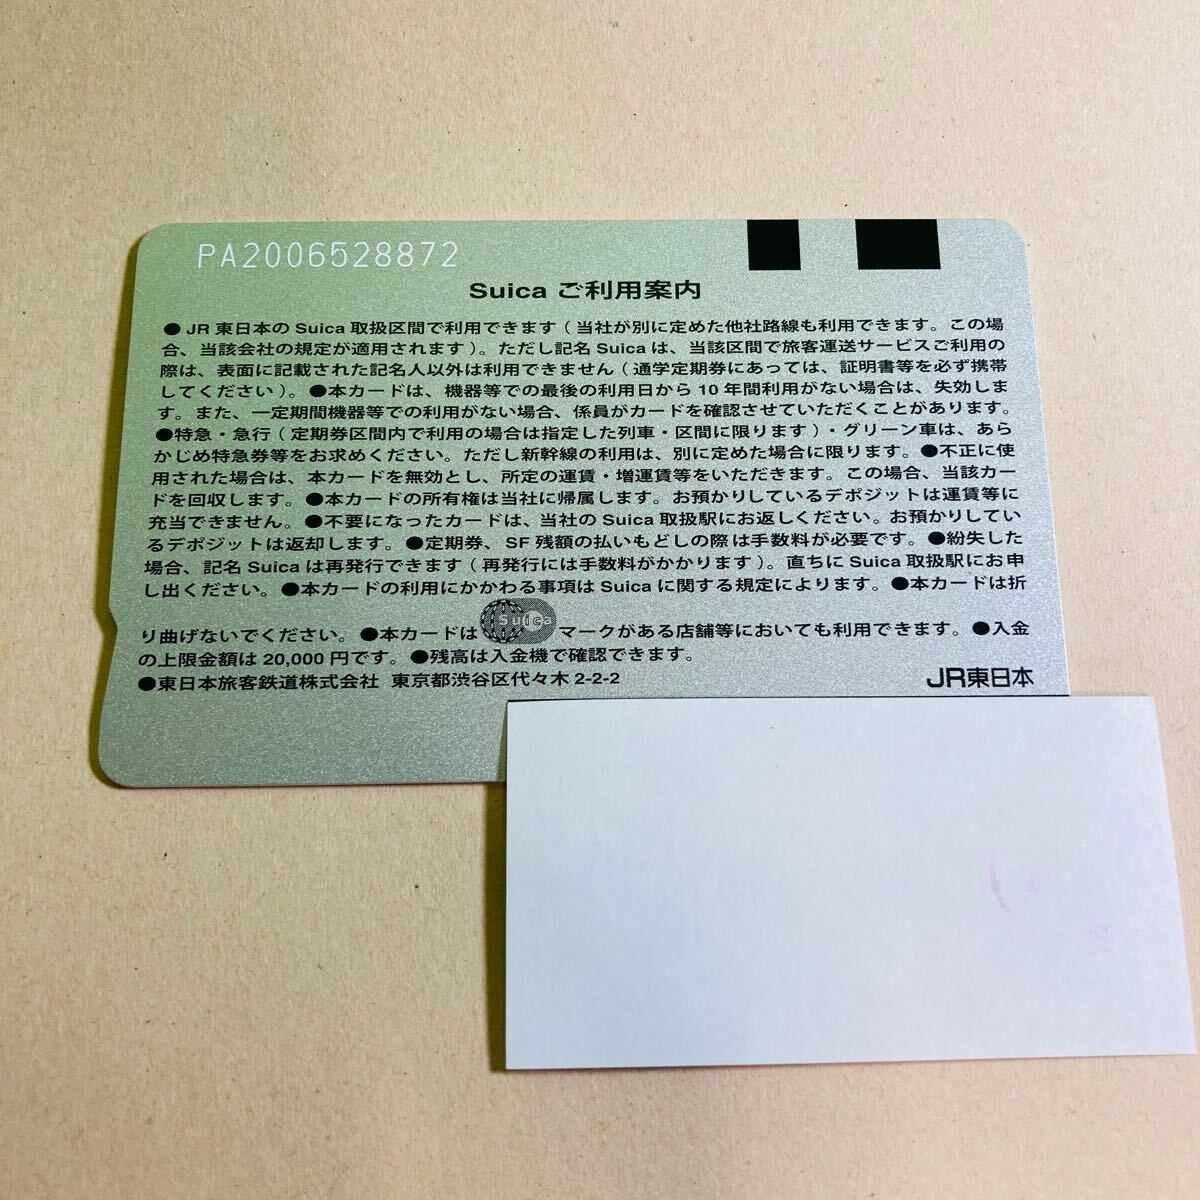 PA2006528872
Suica ご利用案内
●JR 東日本の Suica 取扱区間で利用できます（当社が別に定めた他社路線も利用できます。この場
合、当該会社の規定が適用されます）。ただし記名 Suica は、当該区間で旅客運送サービスご利用の
際は、表面に記載された記名人以外は利用できません（通学定期券にあっては、証明書等を必ず携帯
してください）。●本カードは、機器等での最後の利用日から 10 年間利用がない場合は、失効しま
す。また、一定期間機器等での利用がない場合、係員がカードを確認させていただくことがあります。
●特急・急行（定期券区間内で利用の場合は指定した列車・区間に限ります）・グリーン車は、あら
かじめ特急券等をお求めください。ただし新幹線の利用は、別に定めた場合に限ります。●不正に使
用された場合は、本カードを無効とし、所定の運賃・増運賃等をいただきます。この場合、当該カー
ドを回収します。●本カードの所有権は当社に帰属します。お預かりしているデポジットは運賃等に
充当できません。●不要になったカードは、当社の Suica 取扱駅にお返しください。お預かりしてい
るデポジットは返却します。●定期券、SF 残額の払いもどしの際は手数料が必要です。●紛失した
場合、記名 Suica は再発行できます（再発行には手数料がかかります）。直ちに Suica 取扱駅にお申
し出ください。●本カードの利用にかかわる事項は Suica に関する規定によります。●本カードは折
り曲げないでください。●本カードは Suica マークがある店舗等においても利用できます。●入金
の上限金額は 20,000 円です。●残高は入金機で確認できます。
●東日本旅客鉄道株式会社 東京都渋谷区代々木 2-2-2
JR東日本